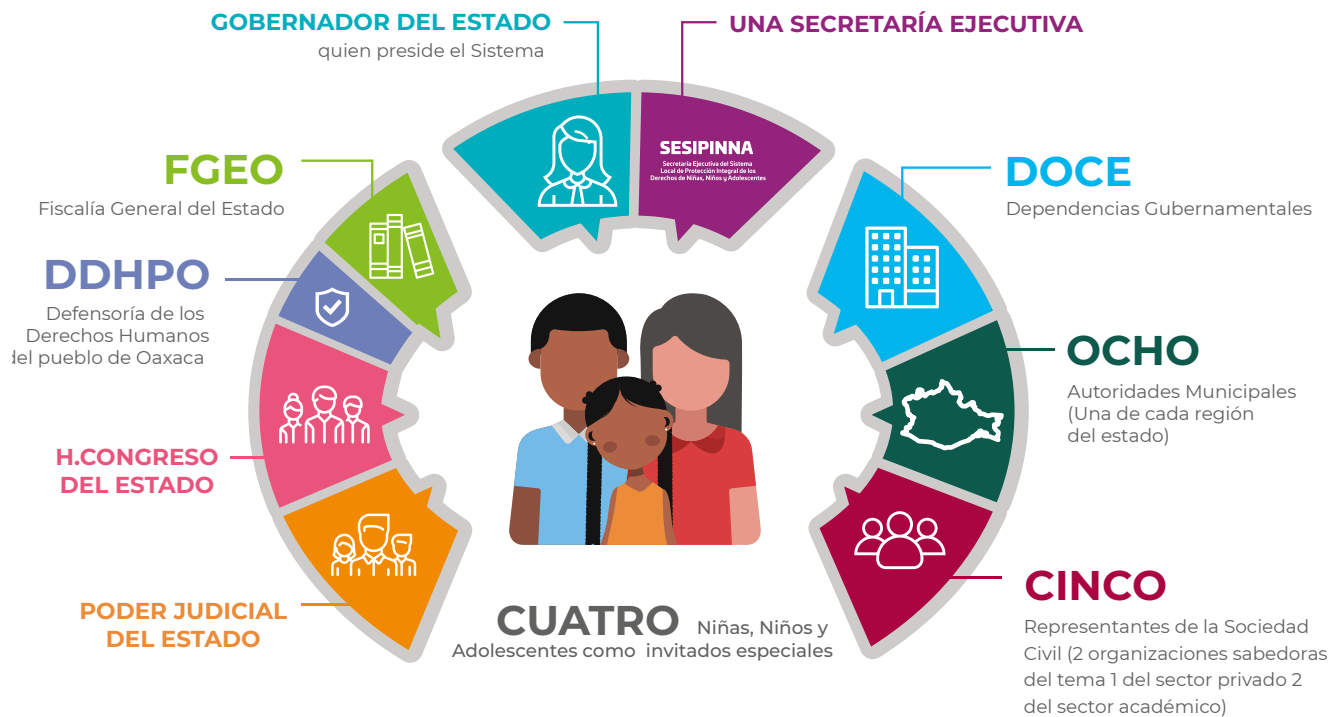 GOBERNADOR DEL ESTADO
quien preside el Sistema
UNA SECRETARÍA EJECUTIVA
SESIPINNA
Secretaría Ejecutiva del Sistema
Local de Protección Integral de los
Derechos de Niñas, Niños y Adolescentes
FGEO
Fiscalía General del Estado
DDHPO
Defensoría de los
Derechos Humanos
del pueblo de Oaxaca
H.CONGRESO
DEL ESTADO
PODER JUDICIAL
DEL ESTADO
DOCE
Dependencias Gubernamentales
OCHO
Autoridades Municipales
(Una de cada región
del estado)
CINCO
Representantes de la Sociedad
Civil (2 organizaciones sabedoras
del tema 1 del sector privado 2
del sector académico)
CUATRO Niñas, Niños y
Adolescentes como invitados especiales